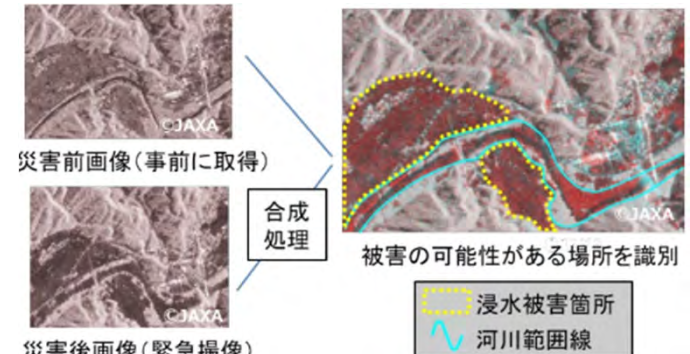 ©JAXA
災害前画像(事前に取得)
合成
処理
©JAXA
災害後画像(緊急撮像)
©JAXA
被害の可能性がある場所を識別
浸水被害箇所
河川範囲線